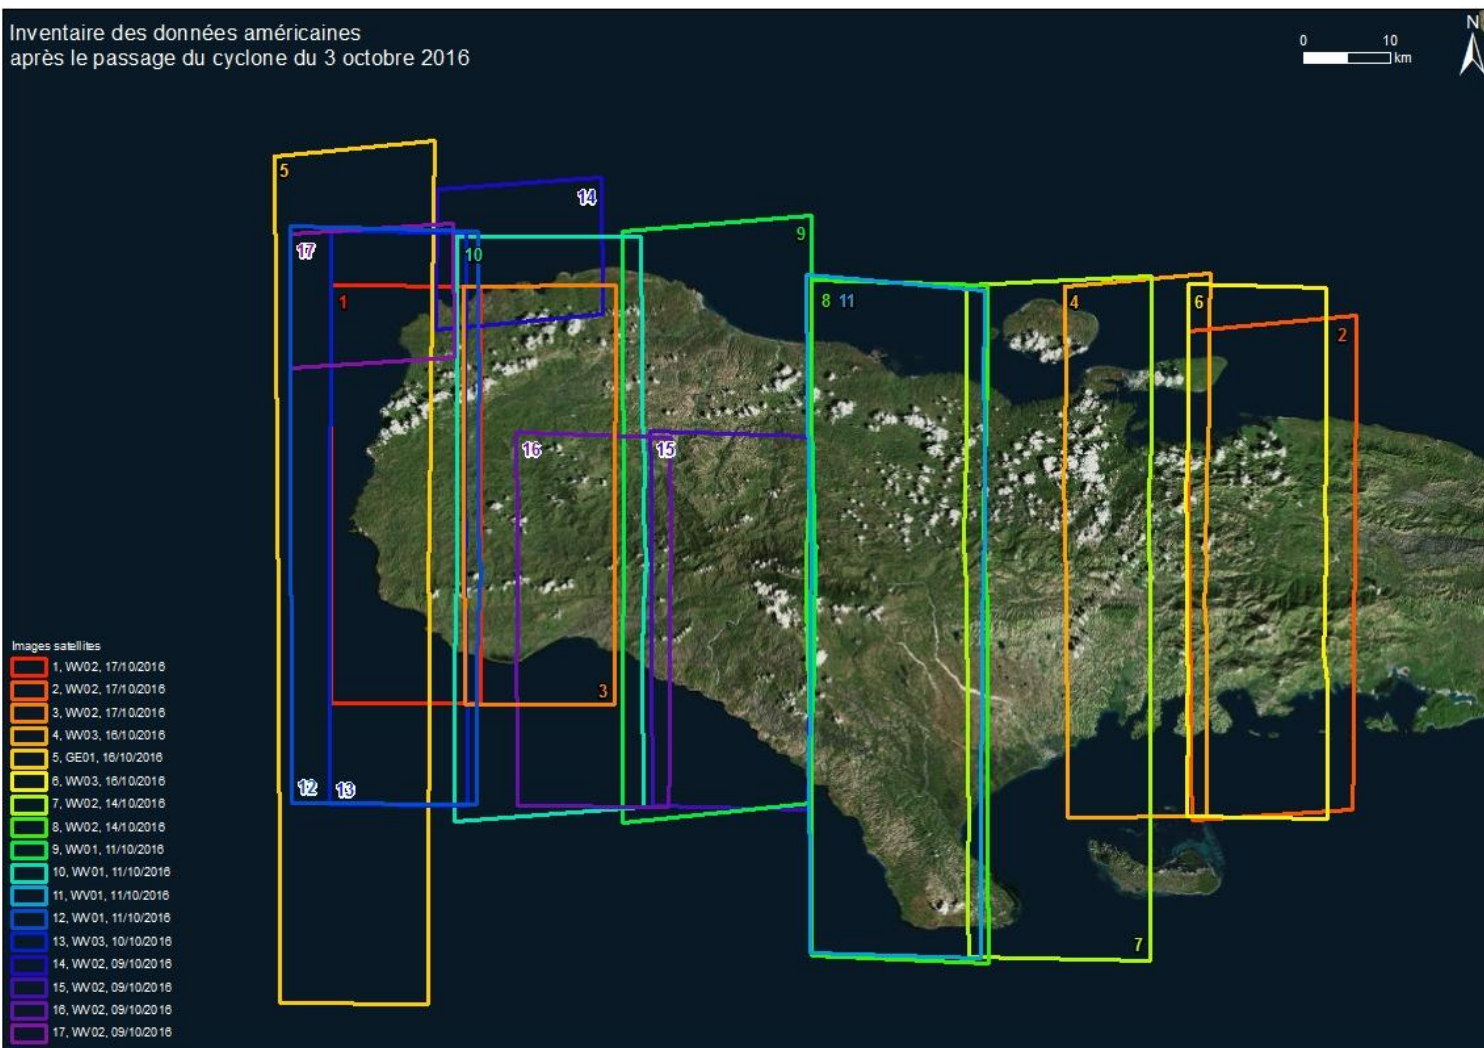 Inventaire des données américaines
après le passage du cyclone du 3 octobre 2016
0 10
km
N
5
14
17
10
9
1
8 11
4
6
2
16
15
3
12
13
7
Images satellites
1, WV02, 17/10/2016
2, WV02, 17/10/2016
3, WV02, 17/10/2016
4, WV03, 16/10/2016
5, GE01, 16/10/2016
6, WV03, 16/10/2016
7, WV02, 14/10/2016
8, WV02, 14/10/2016
9, WV01, 11/10/2016
10, WV01, 11/10/2016
11, WV01, 11/10/2016
12, WV01, 11/10/2016
13, WV03, 10/10/2016
14, WV02, 09/10/2016
15, WV02, 09/10/2016
16, WV02, 09/10/2016
17, WV02, 09/10/2016